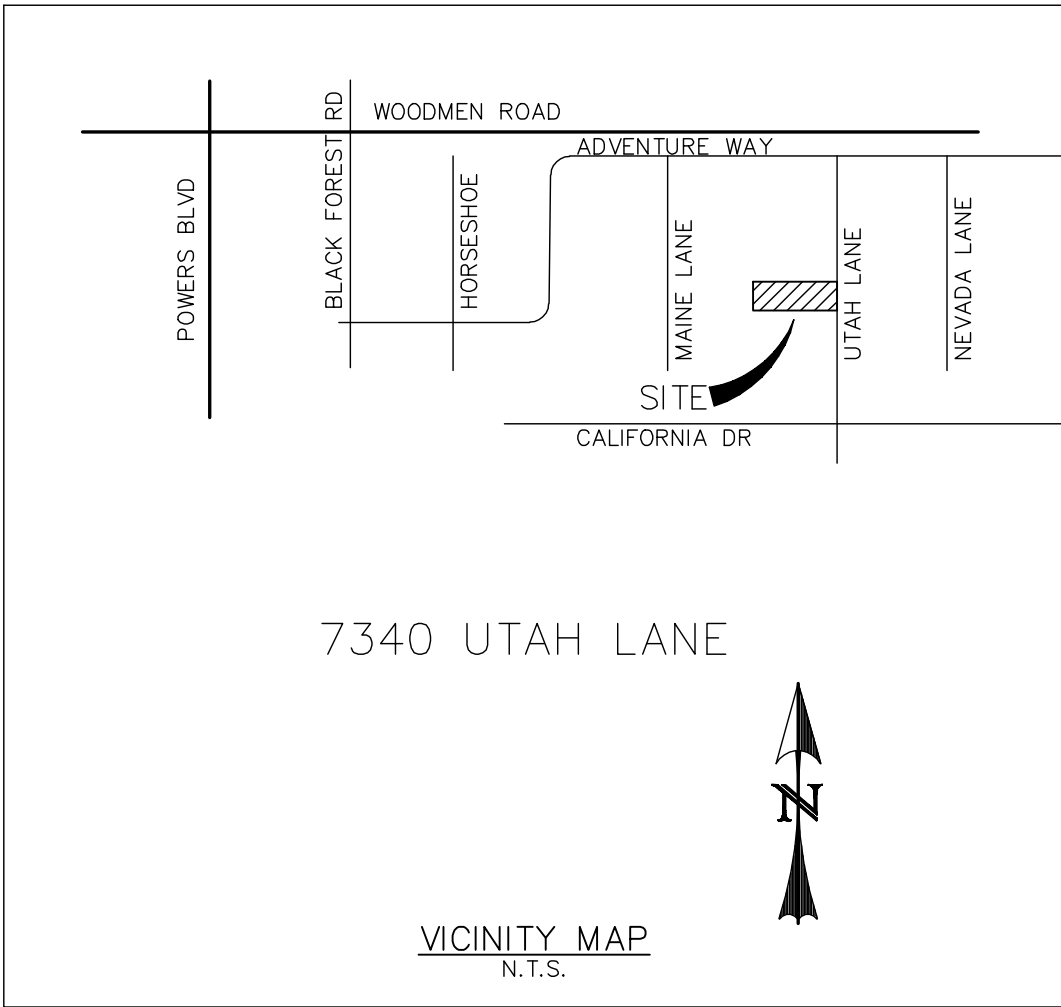 WOODMEN ROAD
ADVENTURE WAY
POWERS BLVD
BLACK FOREST RD
HORSESHOE
MAINE LANE
UTAH LANE
NEVADA LANE
SITE
CALIFORNIA DR
7340 UTAH LANE
N
VICINITY MAP
N.T.S.